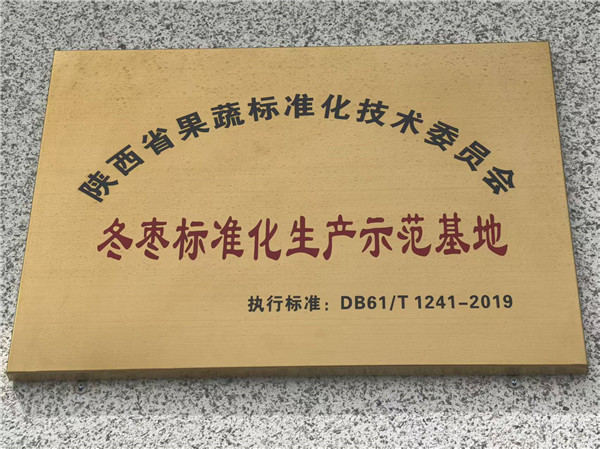 陕西省果蔬标准化技术委员会
冬枣标准化生产示范基地
执行标准：DB61/T 1241-2019